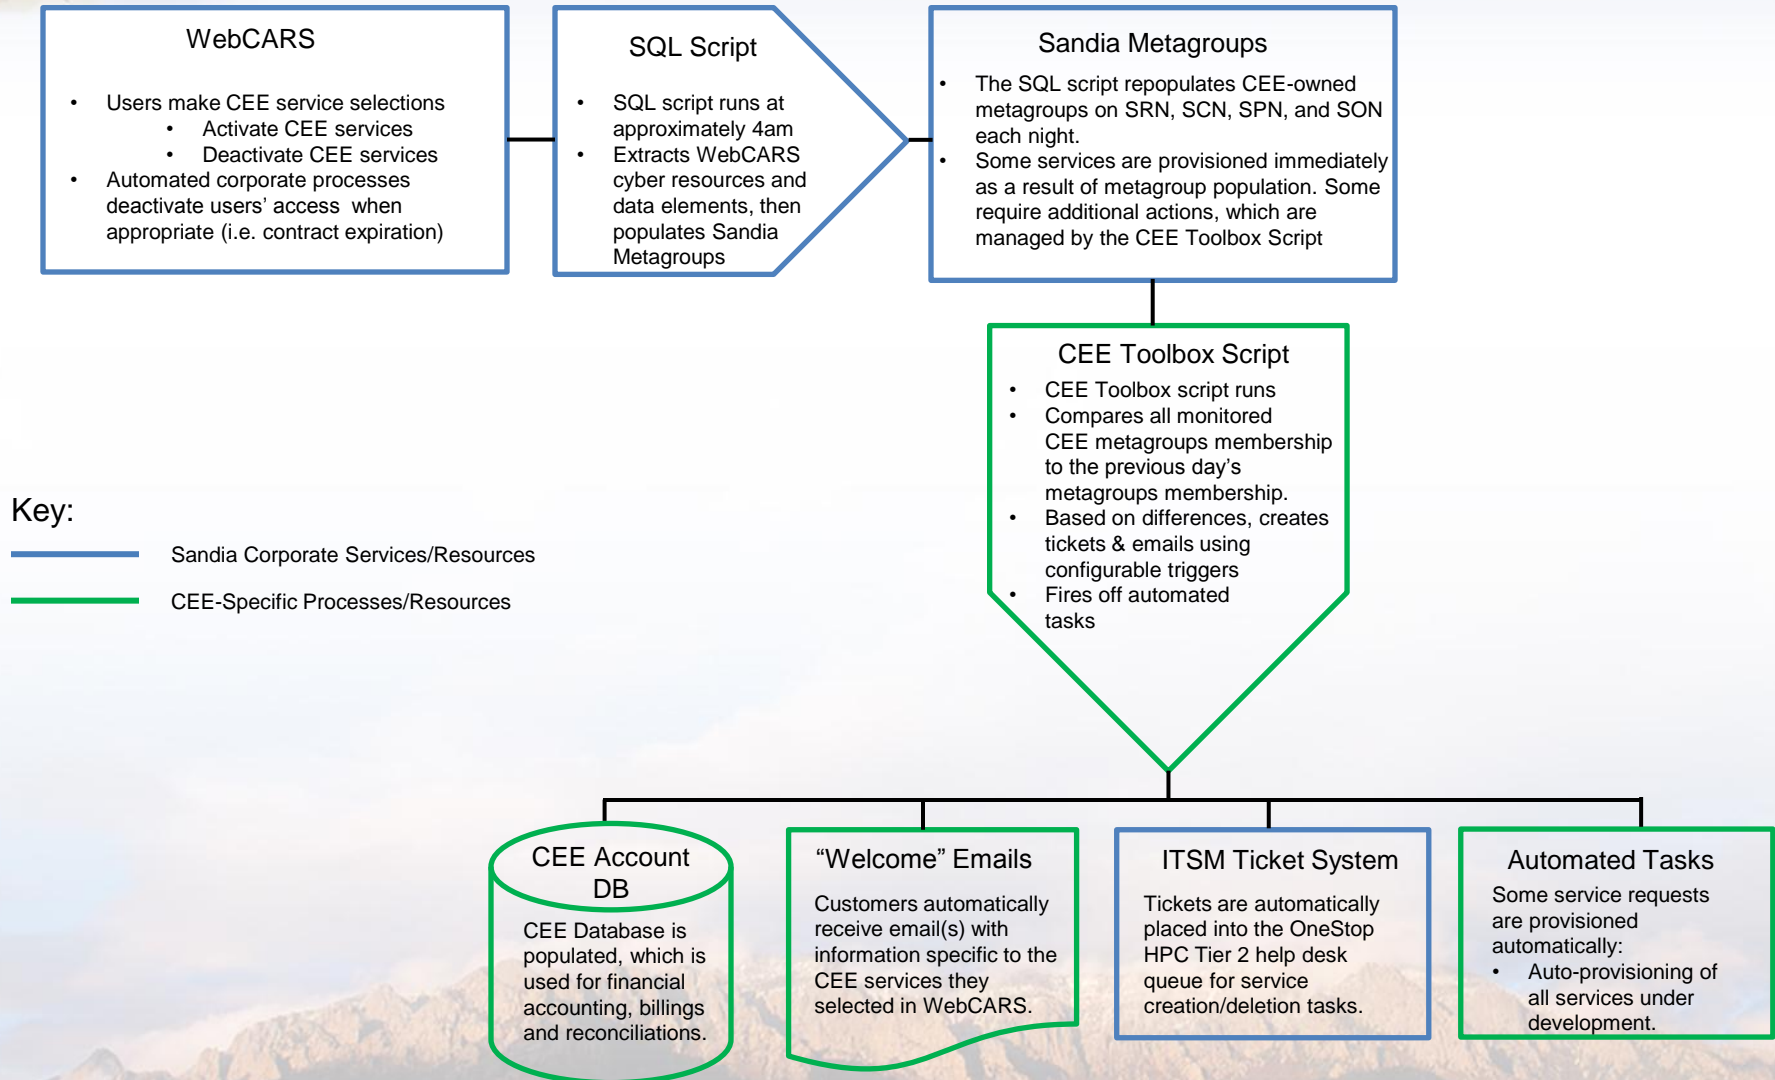 WebCARS
• Users make CEE service selections
• Activate CEE services
• Deactivate CEE services
• Automated corporate processes
deactivate users’ access when
appropriate (i.e. contract expiration)
SQL Script
• SQL script runs at
approximately 4am
• Extracts WebCARS
cyber resources and
data elements, then
populates Sandia
Metagroups
Sandia Metagroups
• The SQL script repopulates CEE-owned
metagroups on SRN, SCN, SPN, and SON
each night.
• Some services are provisioned immediately
as a result of metagroup population. Some
require additional actions, which are
managed by the CEE Toolbox Script
CEE Toolbox Script
• CEE Toolbox script runs
• Compares all monitored
CEE metagroups membership
to the previous day’s
metagroups membership.
• Based on differences, creates
tickets & emails using
configurable triggers
• Fires off automated
tasks
Key:
Sandia Corporate Services/Resources
CEE-Specific Processes/Resources
CEE Account
DB
CEE Database is
populated, which is
used for financial
accounting, billings
and reconciliations.
“Welcome” Emails
Customers automatically
receive email(s) with
information specific to the
CEE services they
selected in WebCARS.
ITSM Ticket System
Tickets are automatically
placed into the OneStop
HPC Tier 2 help desk
queue for service
creation/deletion tasks.
Automated Tasks
Some service requests
are provisioned
automatically:
• Auto-provisioning of
all services under
development.